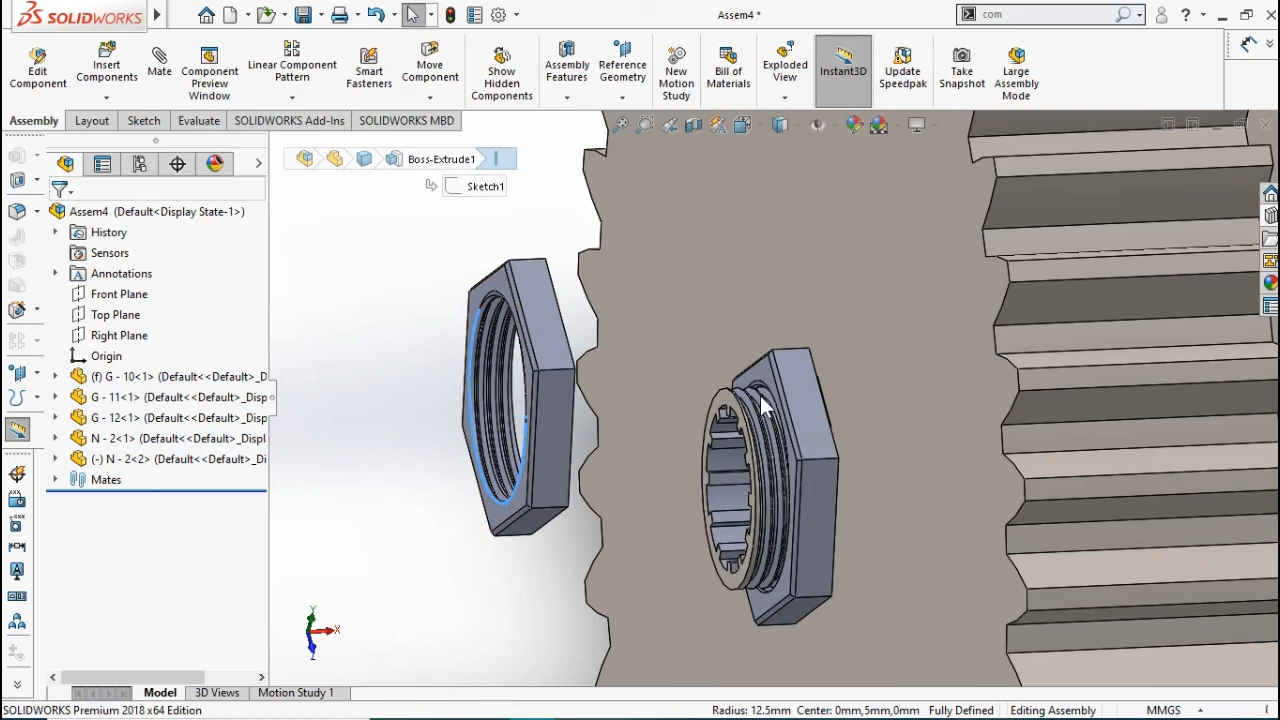 SOLIDWORKS
Assem4 *
com
Edit Component
Insert Components
Mate
Component Preview Window
Linear Component Pattern
Smart Fasteners
Move Component
Show Hidden Components
Assembly Features
Reference Geometry
New Motion Study
Bill of Materials
Exploded View
Instant3D
Update Speedpak
Take Snapshot
Large Assembly Mode
Assembly
Layout
Sketch
Evaluate
SOLIDWORKS Add-Ins
SOLIDWORKS MBD
Boss-Extrude1
Sketch1
Assem4 (Default<Display State-1>)
History
Sensors
Annotations
Front Plane
Top Plane
Right Plane
Origin
(f) G - 10<1> (Default<<Default>_D
G - 11<1> (Default<<Default>_Disp
G - 12<1> (Default<<Default>_Disp
N - 2<1> (Default<<Default>_Displ
(-) N - 2<2> (Default<<Default>_Di
Mates
Y
X
Z
Model
3D Views
Motion Study 1
SOLIDWORKS Premium 2018 x64 Edition
Radius: 12.5mm Center: 0mm,5mm,0mm
Fully Defined
Editing Assembly
MMGS